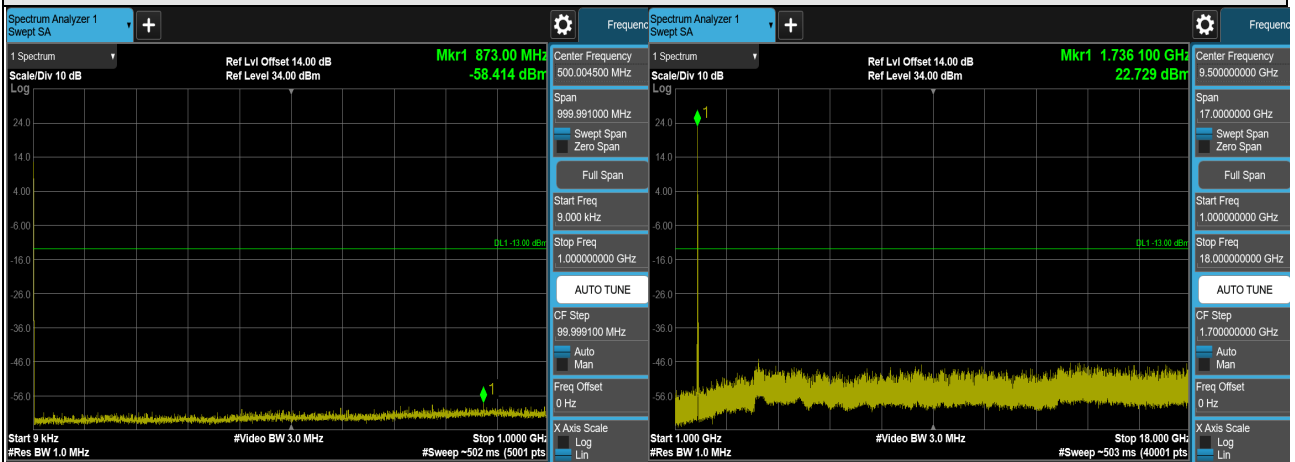 Spectrum Analyzer 1
Swept SA
+
Frequenc
1 Spectrum
Ref Lvl Offset 14.00 dB
Mkr1 873.00 MHz
Scale/Div 10 dB
Ref Level 34.00 dBm
-58.414 dBm
Log
24.0
14.0
4.00
-6.00
-16.0
-26.0
-36.0
-46.0
-56.0
DL1 -13.00 dBm
1
Start 9 kHz
#Video BW 3.0 MHz
Stop 1.0000 GHz
#Res BW 1.0 MHz
#Sweep ~502 ms (5001 pts
Center Frequency
500.004500 MHz
Span
999.991000 MHz
Swept Span
Zero Span
Full Span
Start Freq
9.000 kHz
Stop Freq
1.000000000 GHz
AUTO TUNE
CF Step
99.999100 MHz
Auto
Man
Freq Offset
0 Hz
X Axis Scale
Log
Lin
Spectrum Analyzer 1
Swept SA
+
Frequenc
1 Spectrum
Ref Lvl Offset 14.00 dB
Mkr1 1.736 100 GHz
Scale/Div 10 dB
Ref Level 34.00 dBm
22.729 dBm
Log
1
24.0
14.0
4.00
-6.00
-16.0
-26.0
-36.0
-46.0
-56.0
DL1 -13.00 dBm
Start 1.000 GHz
#Video BW 3.0 MHz
Stop 18.000 GHz
#Res BW 1.0 MHz
#Sweep ~503 ms (40001 pts
Center Frequency
9.500000000 GHz
Span
17.0000000 GHz
Swept Span
Zero Span
Full Span
Start Freq
1.000000000 GHz
Stop Freq
18.000000000 GHz
AUTO TUNE
CF Step
1.700000000 GHz
Auto
Man
Freq Offset
0 Hz
X Axis Scale
Log
Lin